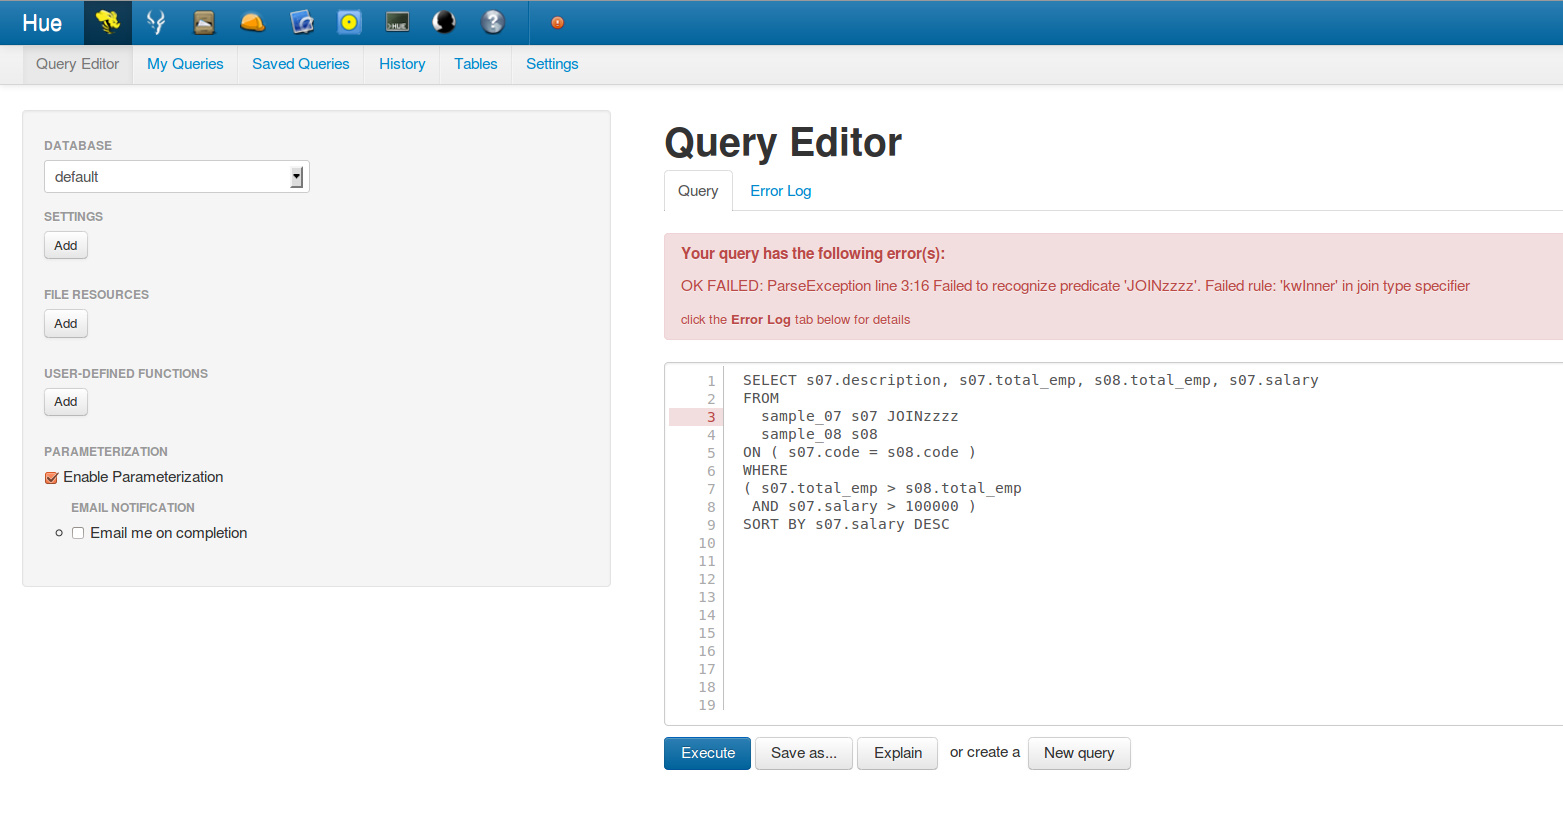 Hue
>HUE
?
Query Editor My Queries Saved Queries History Tables Settings
DATABASE
default
SETTINGS
Add
FILE RESOURCES
Add
USER-DEFINED FUNCTIONS
Add
PARAMETERIZATION
Enable Parameterization
EMAIL NOTIFICATION
Email me on completion
Query Editor
Query Error Log
Your query has the following error(s):
OK FAILED: ParseException line 3:16 Failed to recognize predicate 'JOINzzzz'. Failed rule: 'kwInner' in join type specifier
click the Error Log tab below for details
1 SELECT s07.description, s07.total_emp, s08.total_emp, s07.salary
2 FROM
3 sample_07 s07 JOINzzzz
4 sample_08 s08
5 ON ( s07.code = s08.code )
6 WHERE
7 ( s07.total_emp > s08.total_emp
8 AND s07.salary > 100000 )
9 SORT BY s07.salary DESC
10
11
12
13
14
15
16
17
18
19
Execute Save as... Explain or create a New query